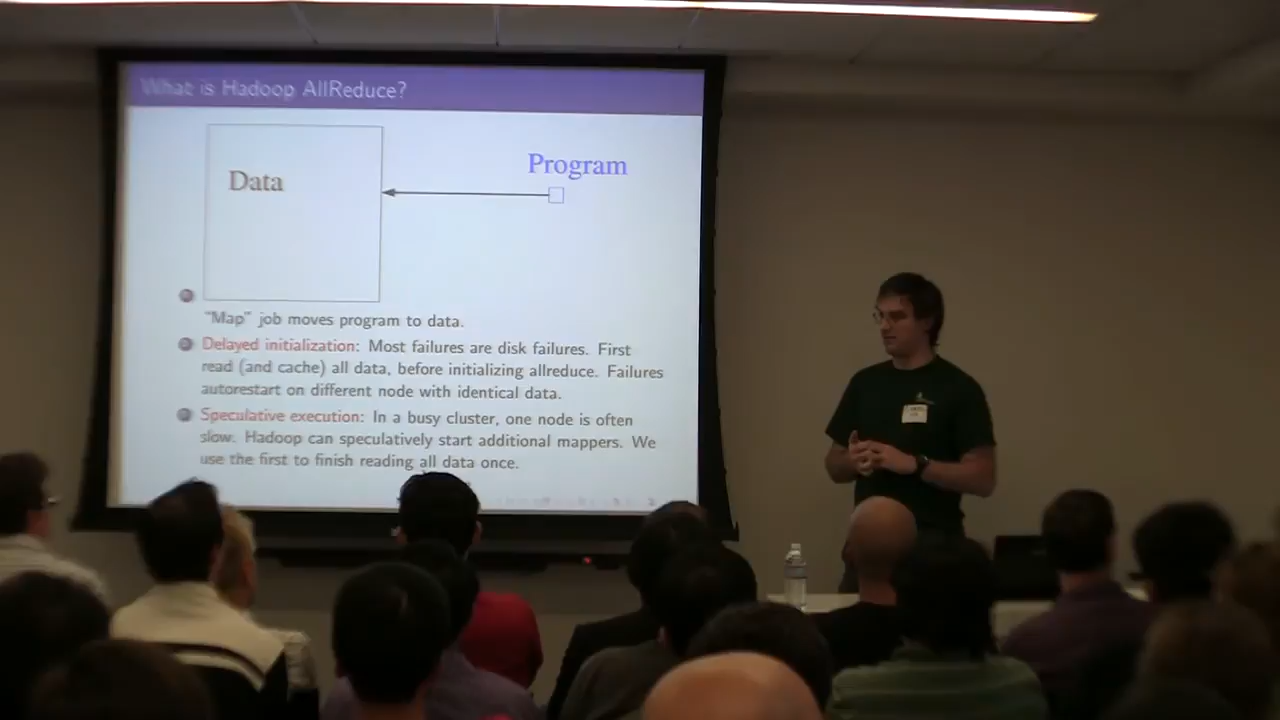 What is Hadoop AllReduce?
Program
Data
"Map" job moves program to data.
Delayed initialization: Most failures are disk failures. First
read (and cache) all data, before initializing allreduce. Failures
autorestart on different node with identical data.
Speculative execution: In a busy cluster, one node is often
slow. Hadoop can speculatively start additional mappers. We
use the first to finish reading all data once.